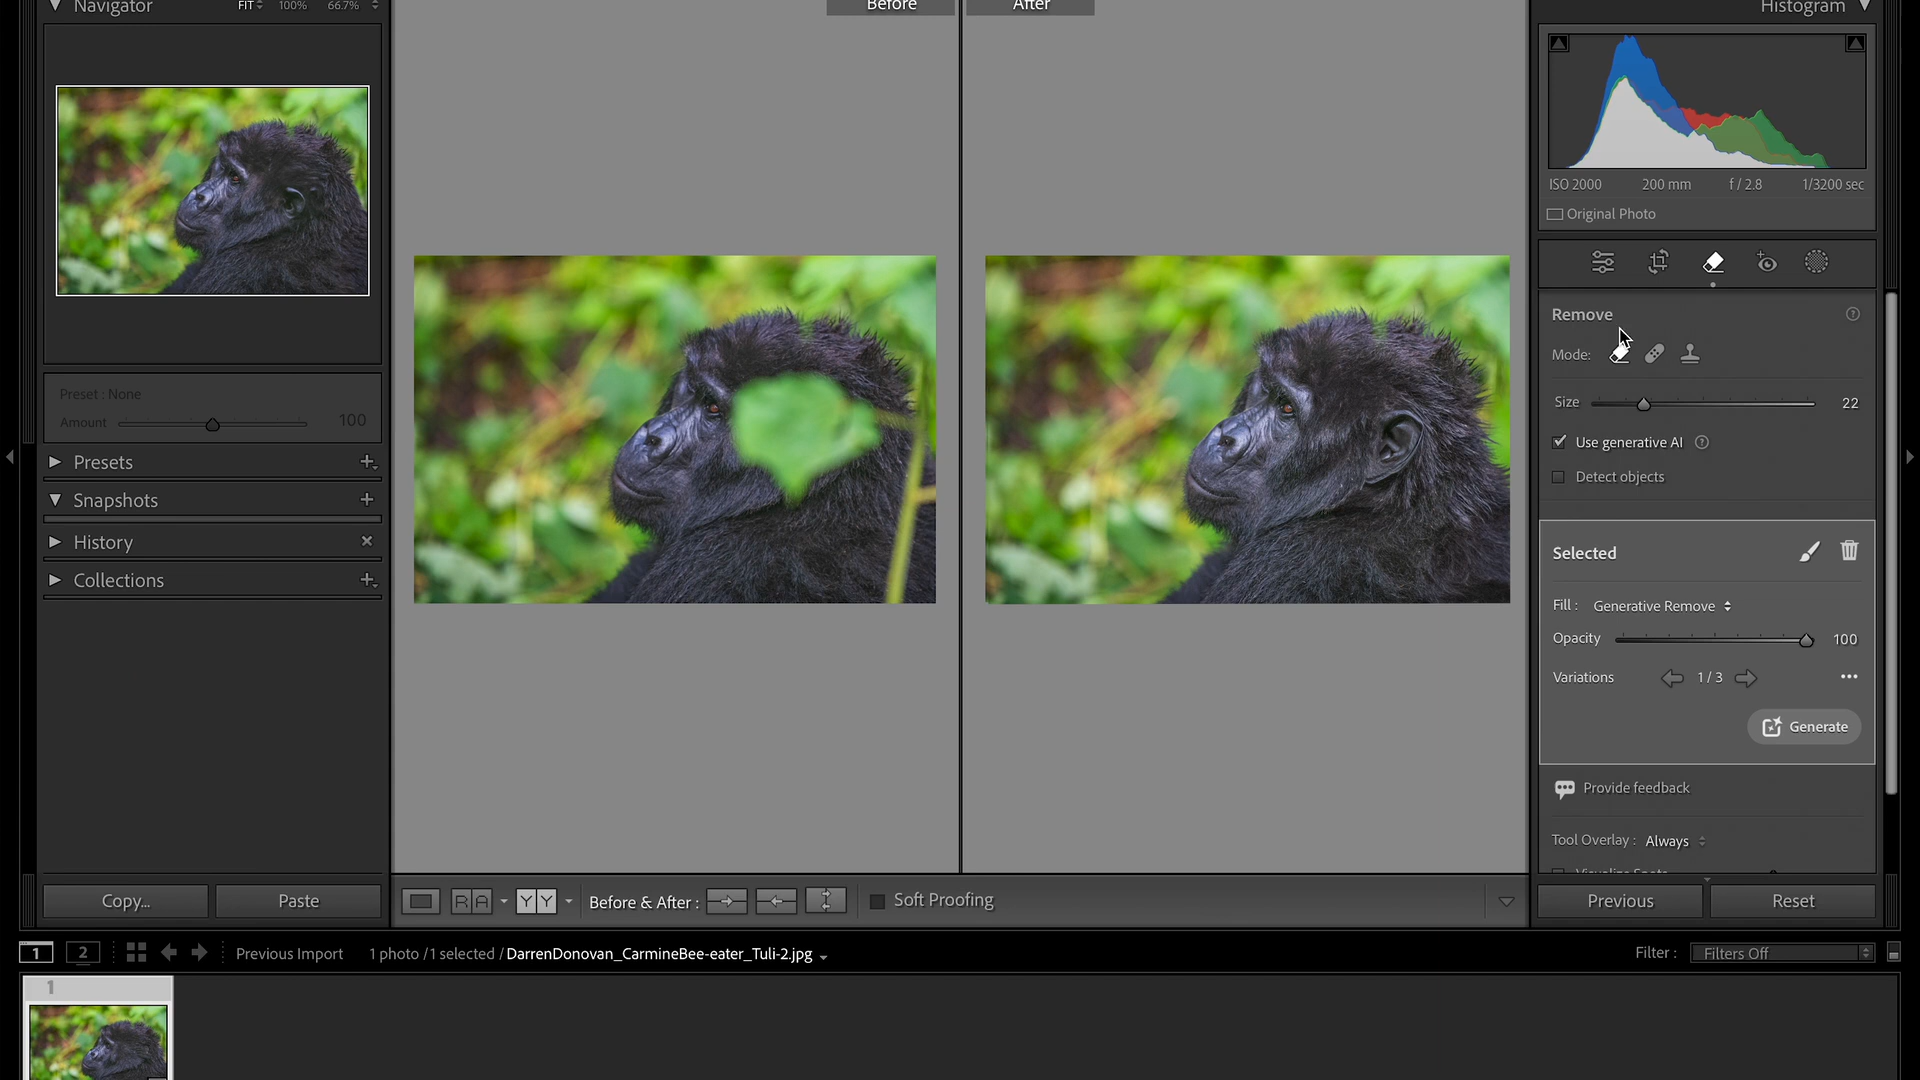 Navigator FIT 100% 66.7%
Before
After
Histogram
ISO 2000 200 mm f / 2.8 1/3200 sec
Original Photo
Remove
Mode:
Size 22
Use generative AI
Detect objects
Preset : None
Amount 100
Presets
Snapshots
History
Collections
Selected
Fill : Generative Remove
Opacity 100
Variations 1 / 3
Generate
Provide feedback
Tool Overlay : Always
Visualize Spots
Copy... Paste
R A Y Y Before & After : Soft Proofing
Previous Reset
1 2 Previous Import 1 photo /1 selected / DarrenDonovan_CarmineBee-eater_Tuli-2.jpg
Filter : Filters Off
1